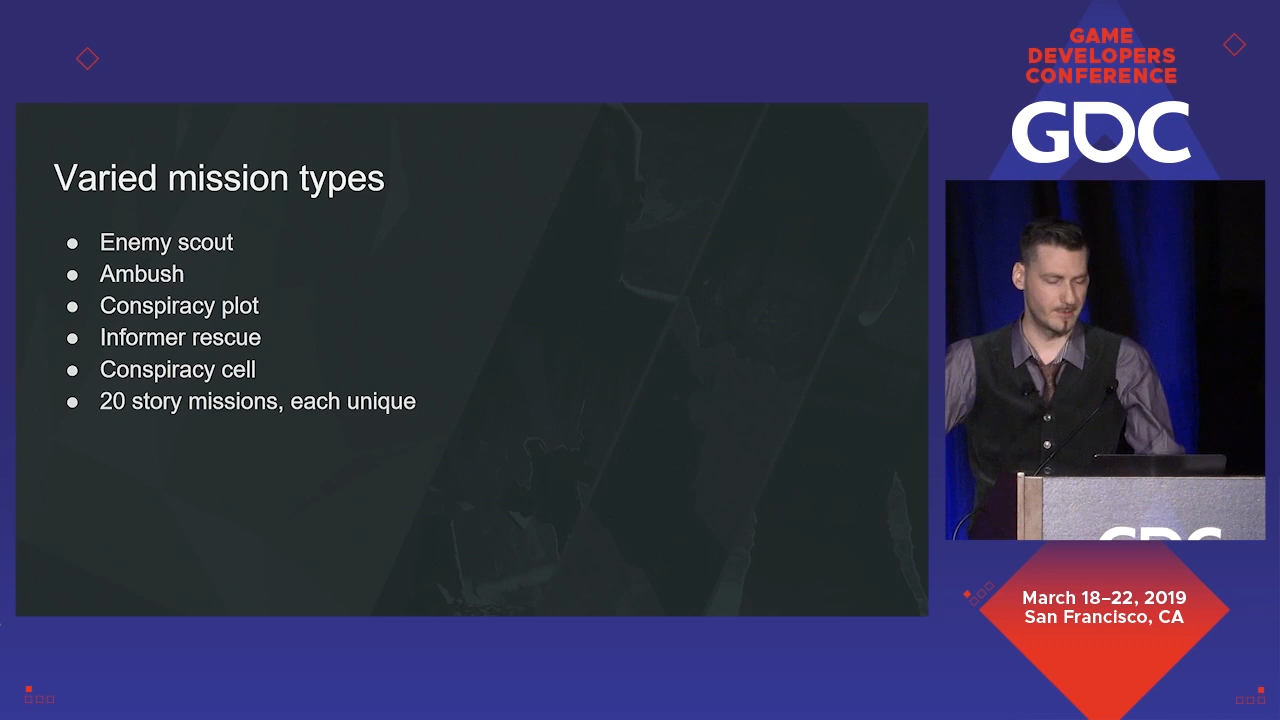 GAME
DEVELOPERS
CONFERENCE
GDC
Varied mission types
● Enemy scout
● Ambush
● Conspiracy plot
● Informer rescue
● Conspiracy cell
● 20 story missions, each unique
GDC
March 18–22, 2019
San Francisco, CA